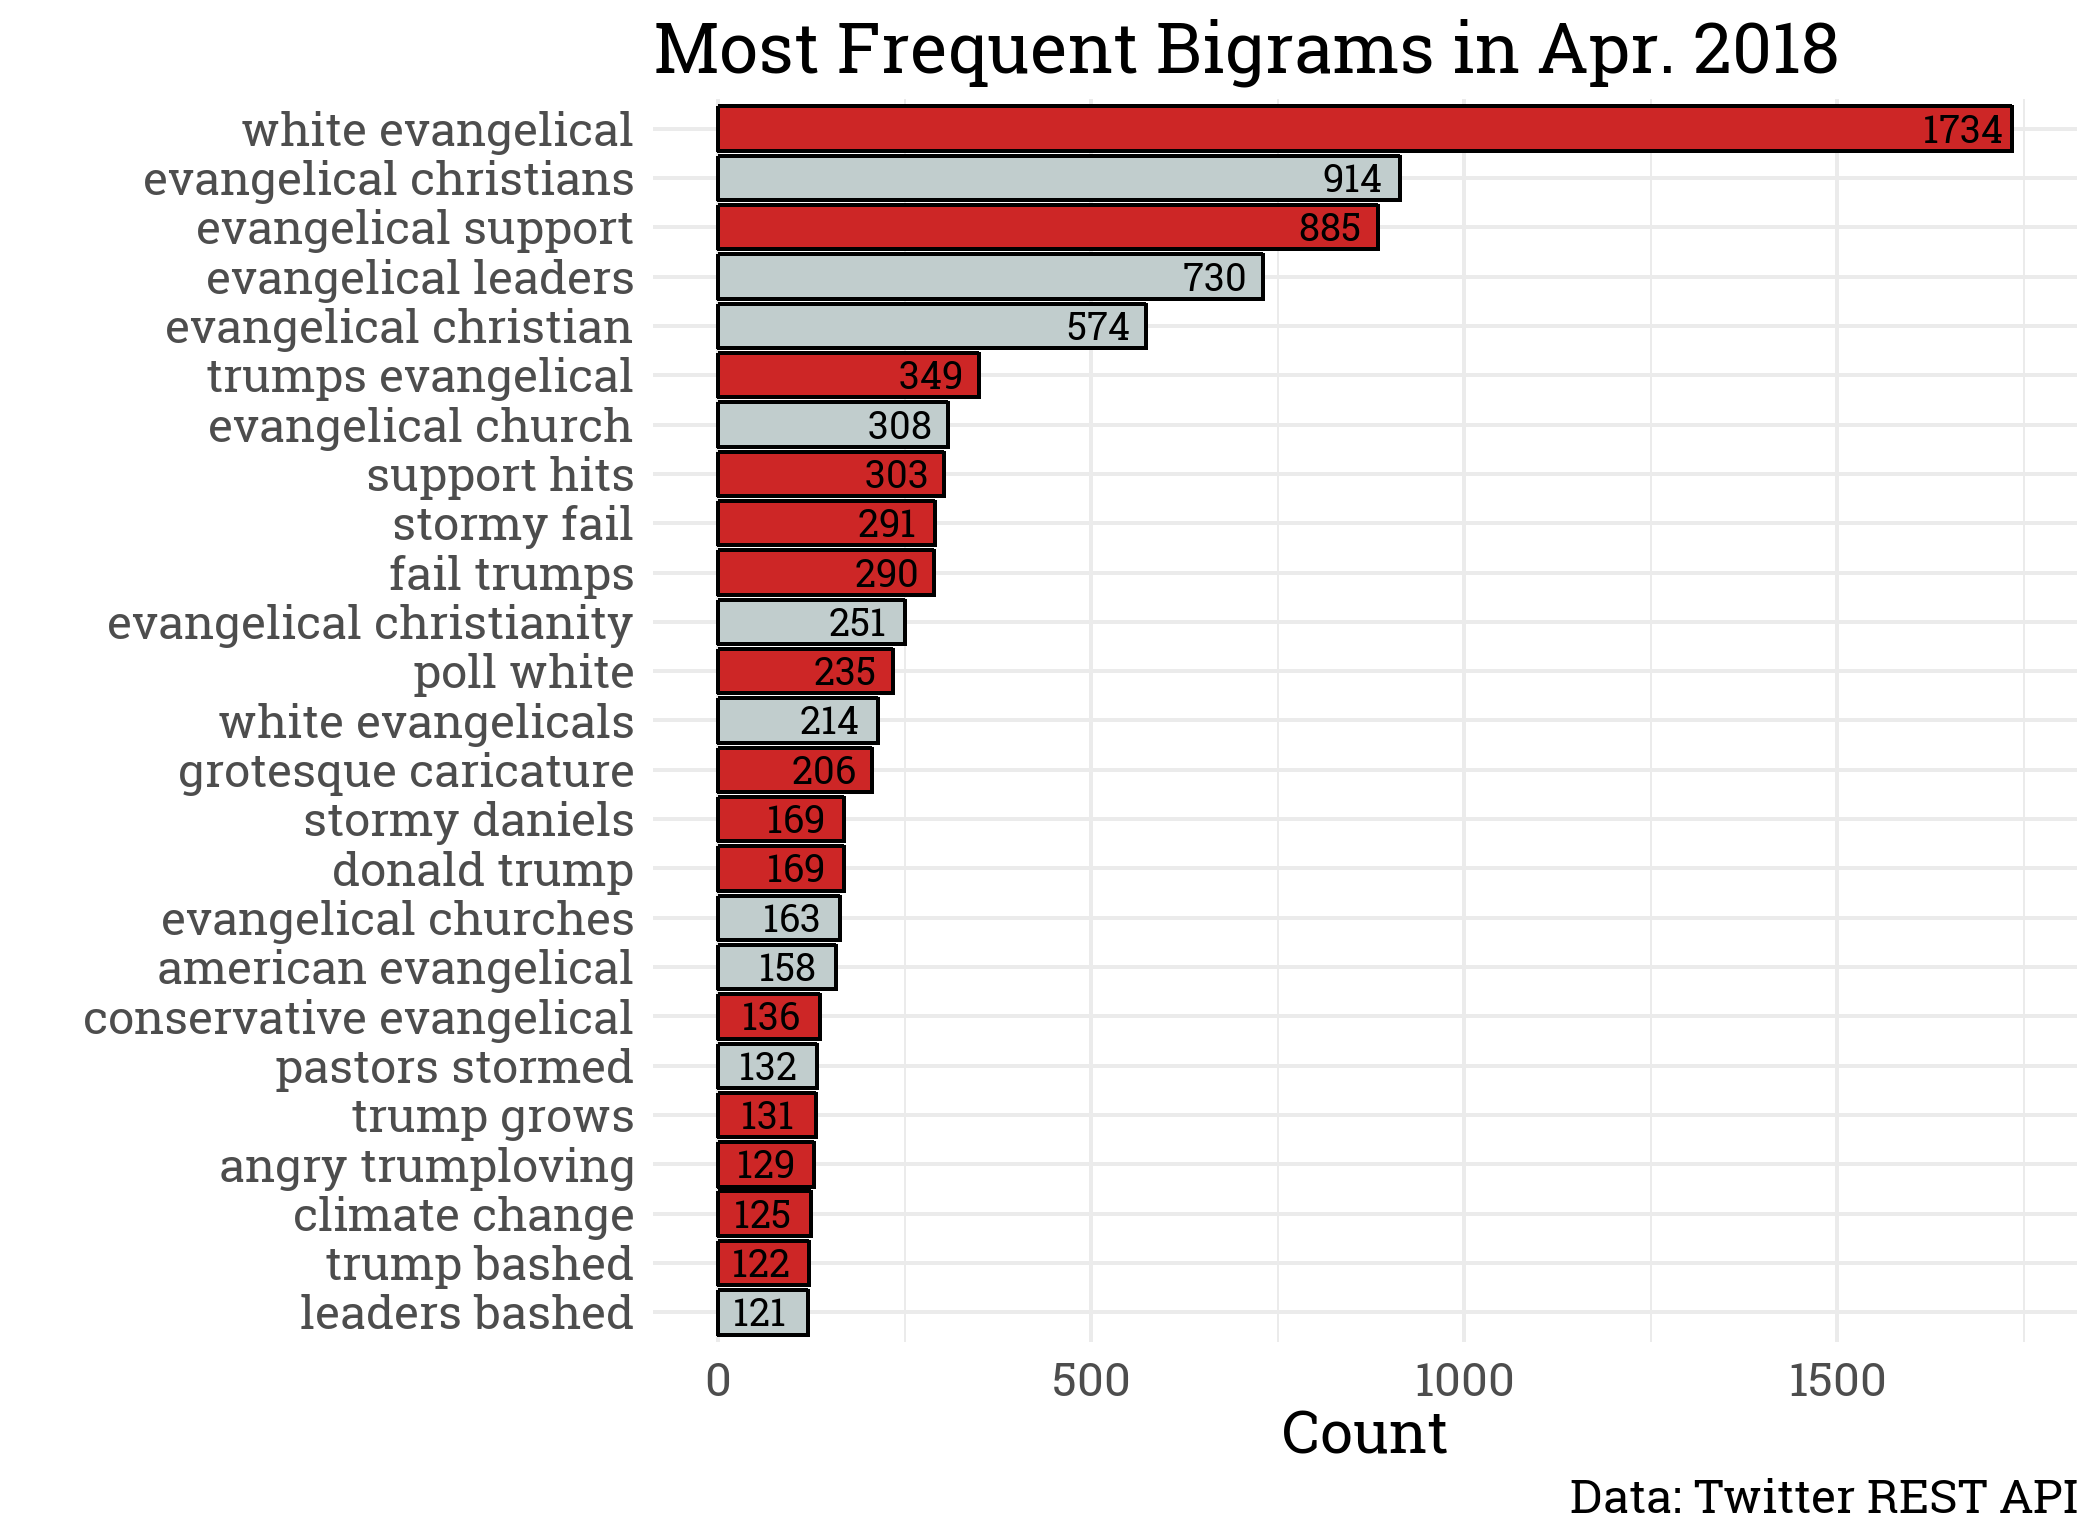 Most Frequent Bigrams in Apr. 2018
white evangelical 1734
evangelical christians 914
evangelical support 885
evangelical leaders 730
evangelical christian 574
trumps evangelical 349
evangelical church 308
support hits 303
stormy fail 291
fail trumps 290
evangelical christianity 251
poll white 235
white evangelicals 214
grotesque caricature 206
stormy daniels 169
donald trump 169
evangelical churches 163
american evangelical 158
conservative evangelical 136
pastors stormed 132
trump grows 131
angry trumploving 129
climate change 125
trump bashed 122
leaders bashed 121
0 500 1000 1500
Count
Data: Twitter REST API